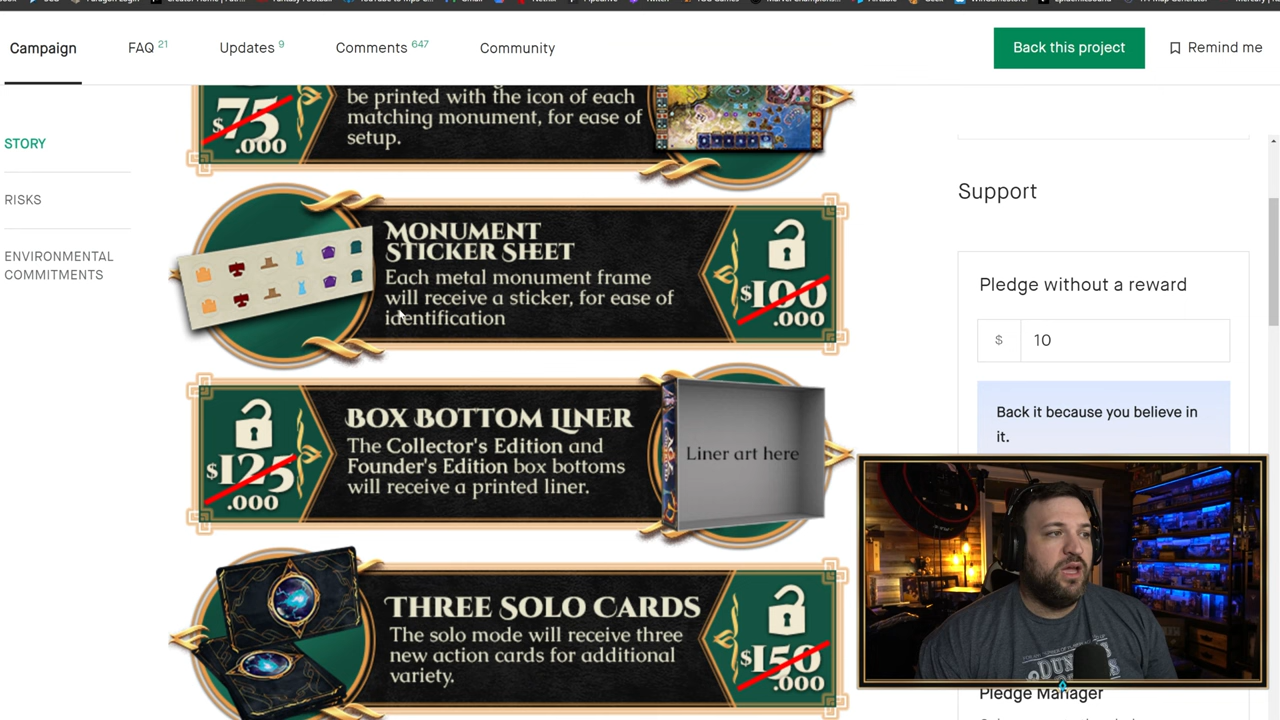 Campaign
FAQ 21
Updates 9
Comments 647
Community
Back this project
Remind me
STORY
RISKS
ENVIRONMENTAL
COMMITMENTS
$75
.000
be printed with the icon of each
matching monument, for ease of
setup.
MONUMENT
STICKER SHEET
Each metal monument frame
will receive a sticker, for ease of
identification
$100
.000
$125
.000
BOX BOTTOM LINER
The Collector's Edition and
Founder's Edition box bottoms
will receive a printed liner.
Liner art here
THREE SOLO CARDS
The solo mode will receive three
new action cards for additional
variety.
$150
.000
Support
Pledge without a reward
$ 10
Back it because you believe in
it.
Pledge Manager